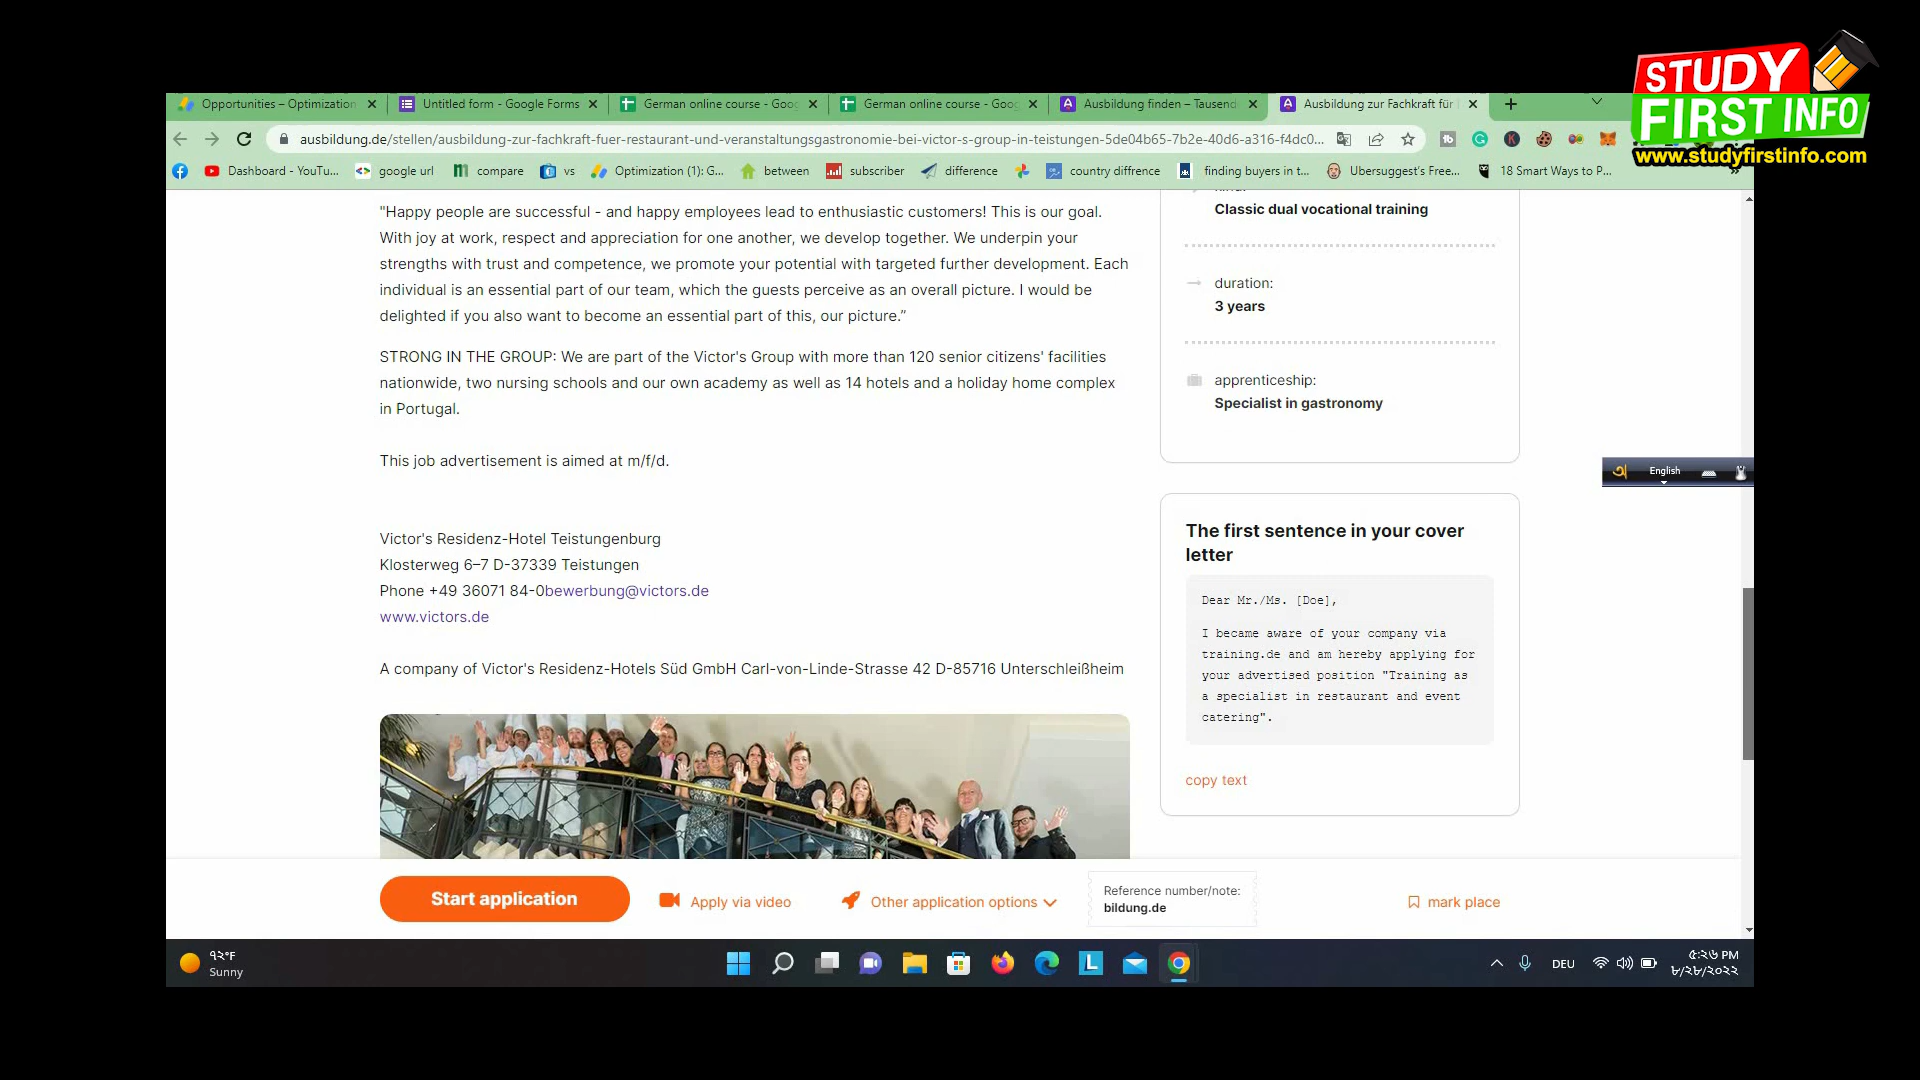 STUDY
FIRST INFO
www.studyfirstinfo.com
Opportunities – Optimization
Untitled form - Google Forms
German online course - Goog
German online course - Goog
Ausbildung finden – Tausend
Ausbildung zur Fachkraft für
ausbildung.de/stellen/ausbildung-zur-fachkraft-fuer-restaurant-und-veranstaltungsgastronomie-bei-victor-s-group-in-teistungen-5de04b65-7b2e-40d6-a316-f4dc0...
Dashboard - YouTu...
google url
compare
vs
Optimization (1): G...
between
subscriber
difference
country diffrence
finding buyers in t...
Ubersuggest's Free...
18 Smart Ways to P...
"Happy people are successful - and happy employees lead to enthusiastic customers! This is our goal.
With joy at work, respect and appreciation for one another, we develop together. We underpin your
strengths with trust and competence, we promote your potential with targeted further development. Each
individual is an essential part of our team, which the guests perceive as an overall picture. I would be
delighted if you also want to become an essential part of this, our picture.”
STRONG IN THE GROUP: We are part of the Victor's Group with more than 120 senior citizens' facilities
nationwide, two nursing schools and our own academy as well as 14 hotels and a holiday home complex
in Portugal.
This job advertisement is aimed at m/f/d.
Victor's Residenz-Hotel Teistungenburg
Klosterweg 6–7 D-37339 Teistungen
Phone +49 36071 84-0bewerbung@victors.de
www.victors.de
A company of Victor's Residenz-Hotels Süd GmbH Carl-von-Linde-Strasse 42 D-85716 Unterschleißheim
Classic dual vocational training
duration:
3 years
apprenticeship:
Specialist in gastronomy
অ English
The first sentence in your cover
letter
Dear Mr./Ms. [Doe],
I became aware of your company via
training.de and am hereby applying for
your advertised position "Training as
a specialist in restaurant and event
catering".
copy text
Start application
Apply via video
Other application options
Reference number/note:
bildung.de
mark place
৭২°F
Sunny
DEU
৫:২৬ PM
৮/২৮/২০২২